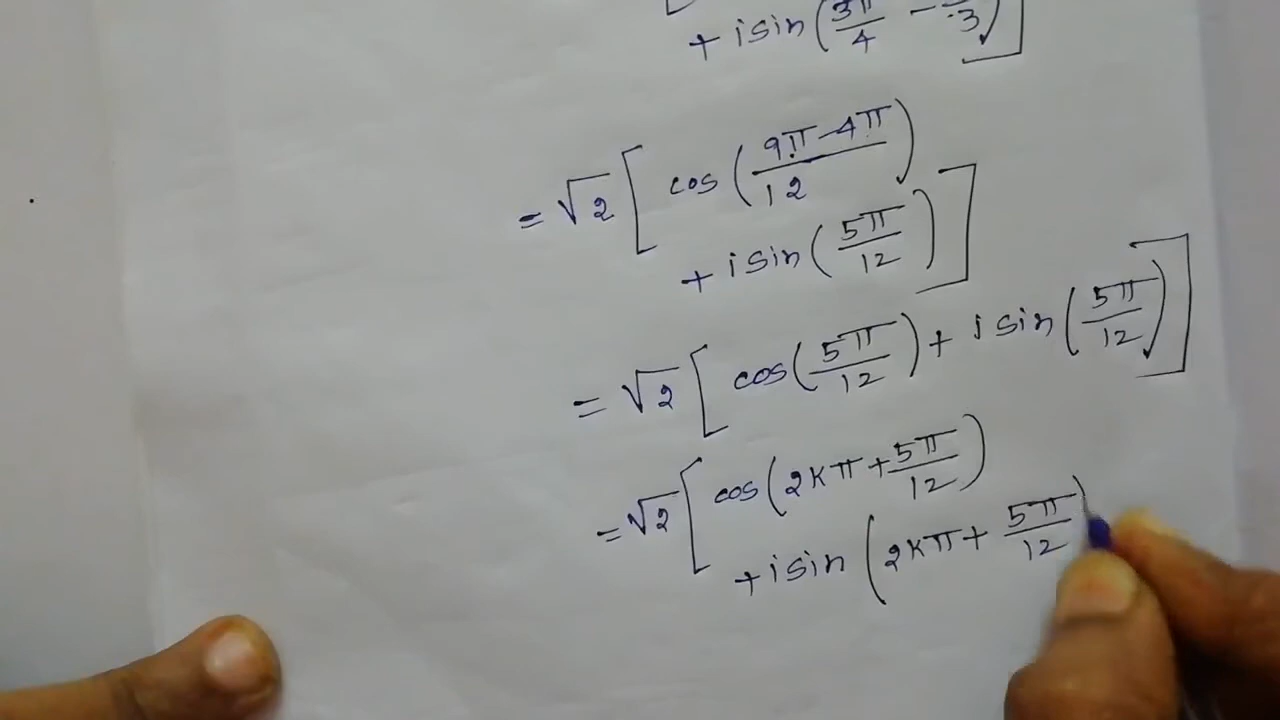 + i sin(3π/4 - π/3)]
= √2 [ cos (9π-4π/12)
+ i sin (5π/12) ]
= √2 [ cos(5π/12) + i sin(5π/12) ]
= √2 [ cos(2kπ + 5π/12)
+ i sin (2kπ + 5π/12)